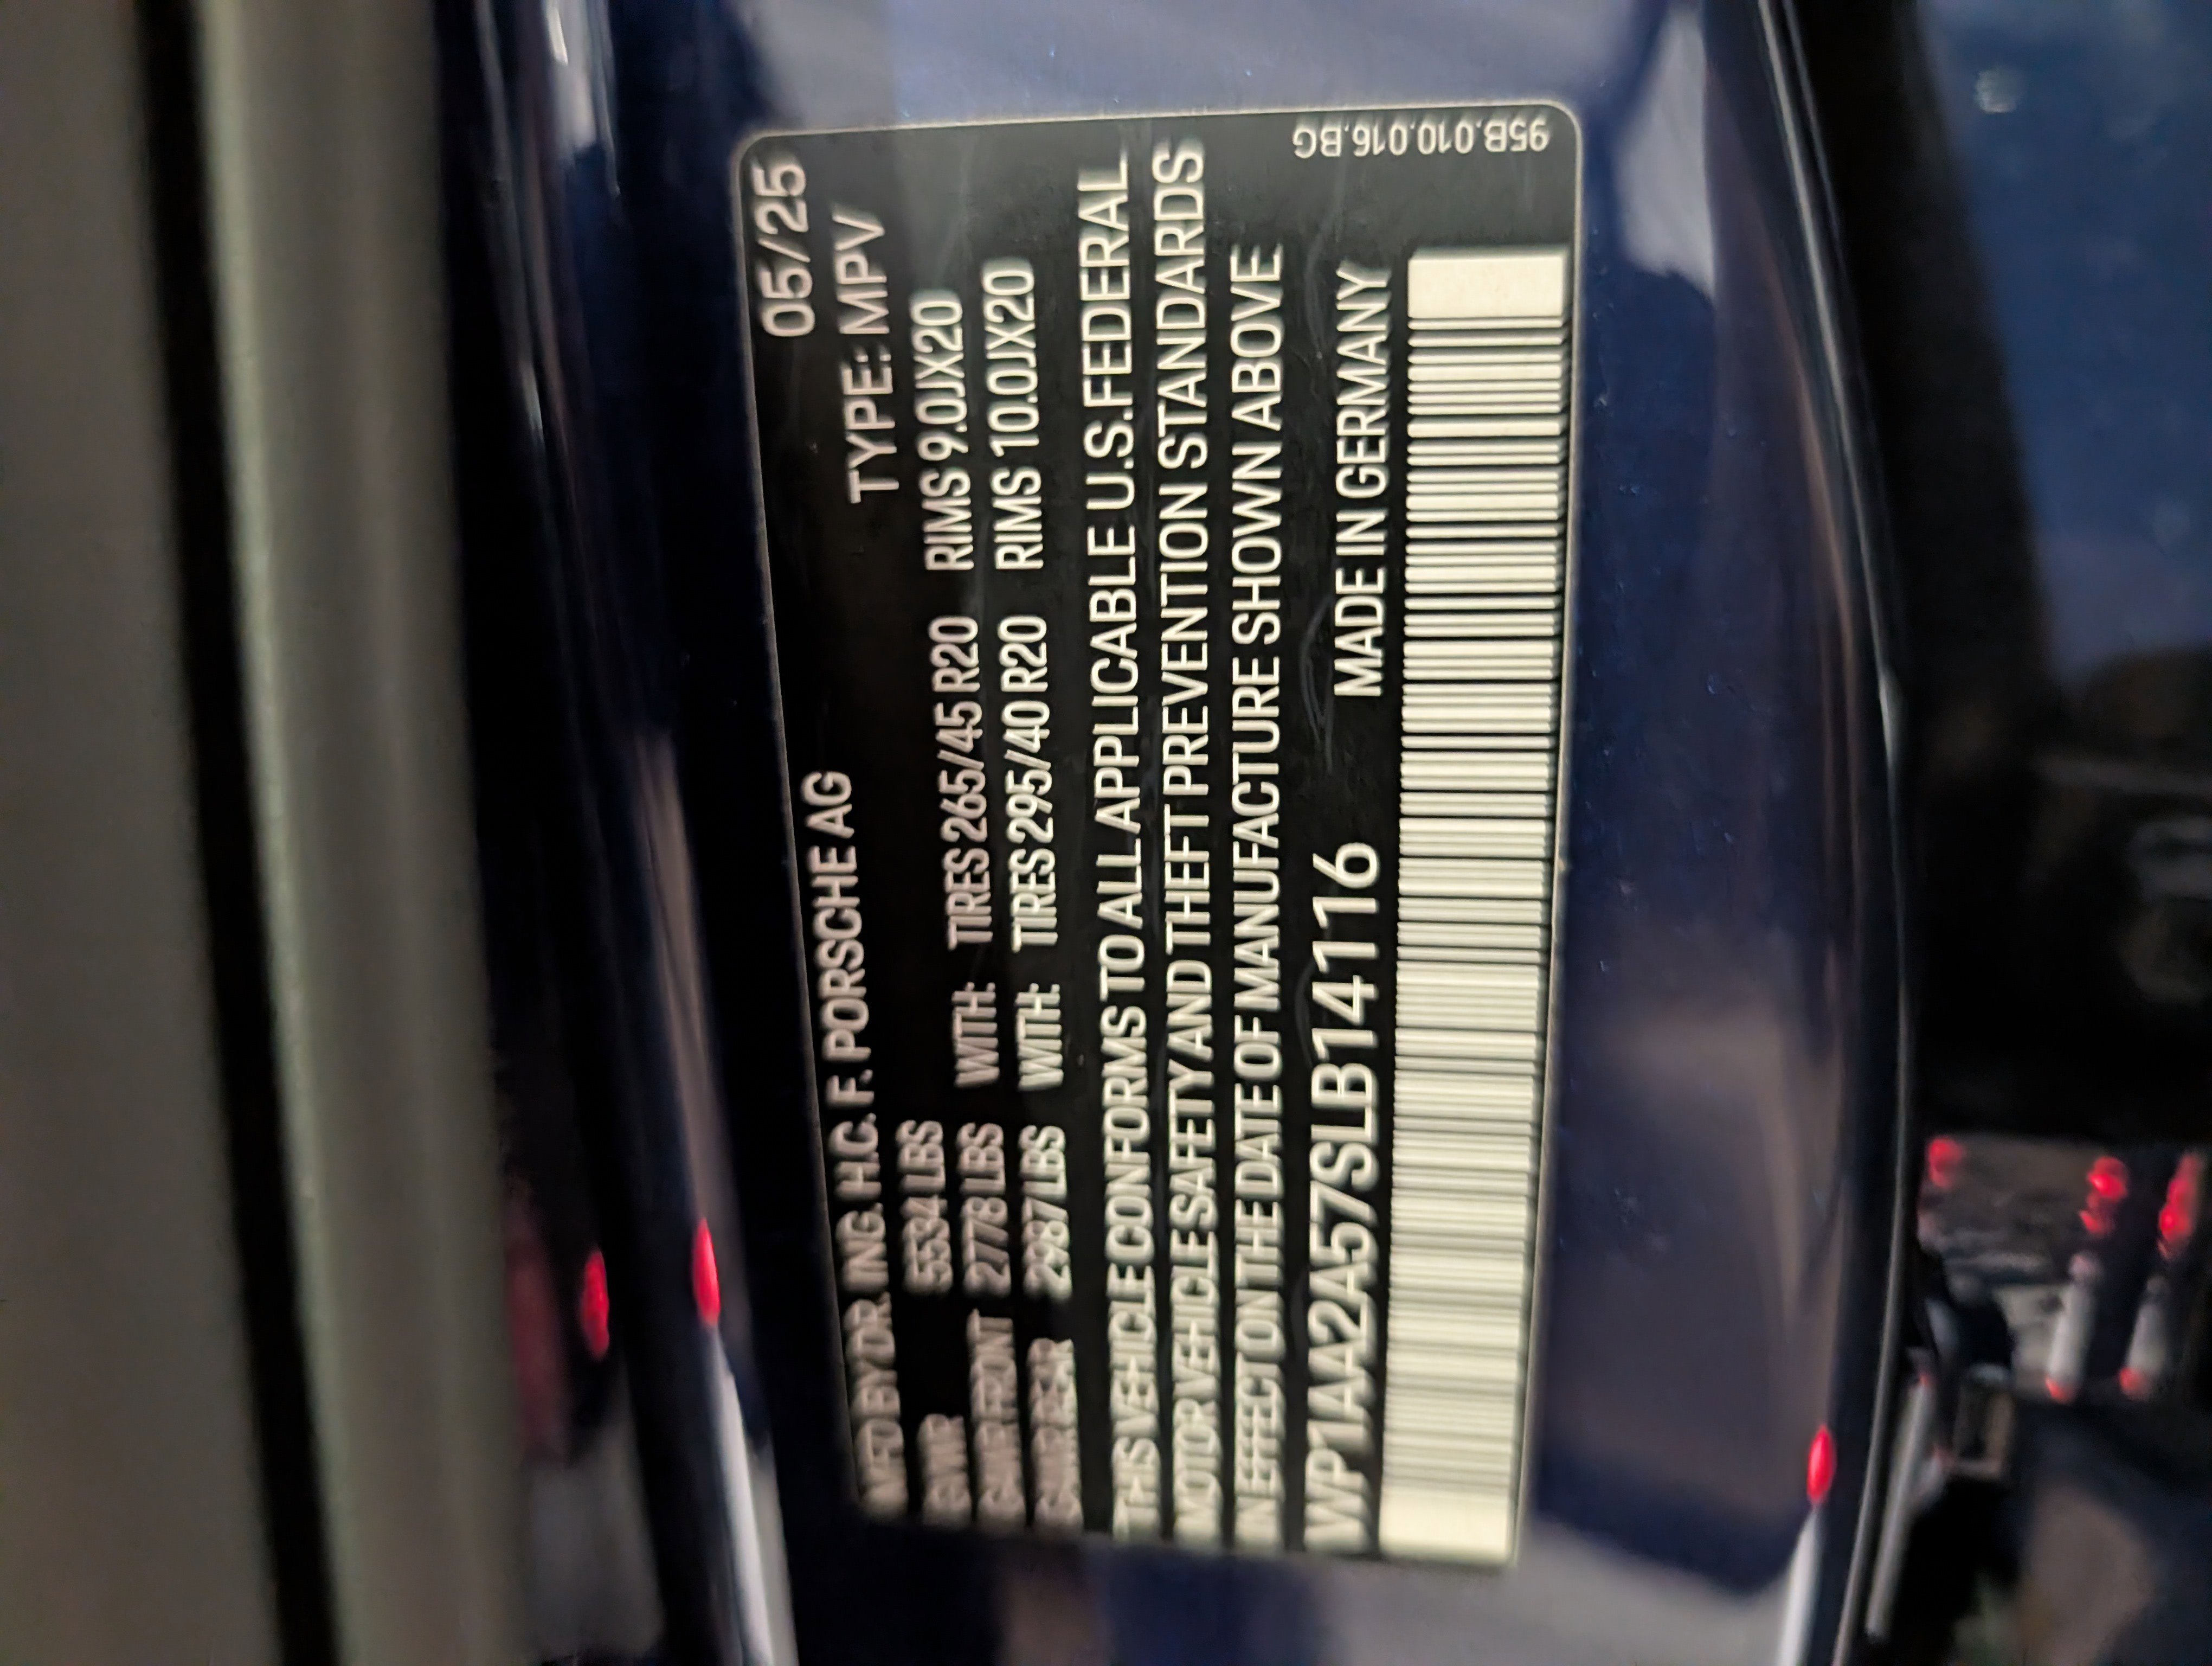 MFD BY DR. ING. H.C. F. PORSCHE AG 05/25
GVWR 5534 LBS TYPE: MPV
GAWR FRONT 2778 LBS WITH: TIRES 265/45 R20 RIMS 9.0JX20
GAWR REAR 2987 LBS WITH: TIRES 295/40 R20 RIMS 10.0JX20
THIS VEHICLE CONFORMS TO ALL APPLICABLE U.S. FEDERAL
MOTOR VEHICLE SAFETY AND THEFT PREVENTION STANDARDS
IN EFFECT ON THE DATE OF MANUFACTURE SHOWN ABOVE
WP1AA2A57SLB14116 MADE IN GERMANY
95B.010.016.BG